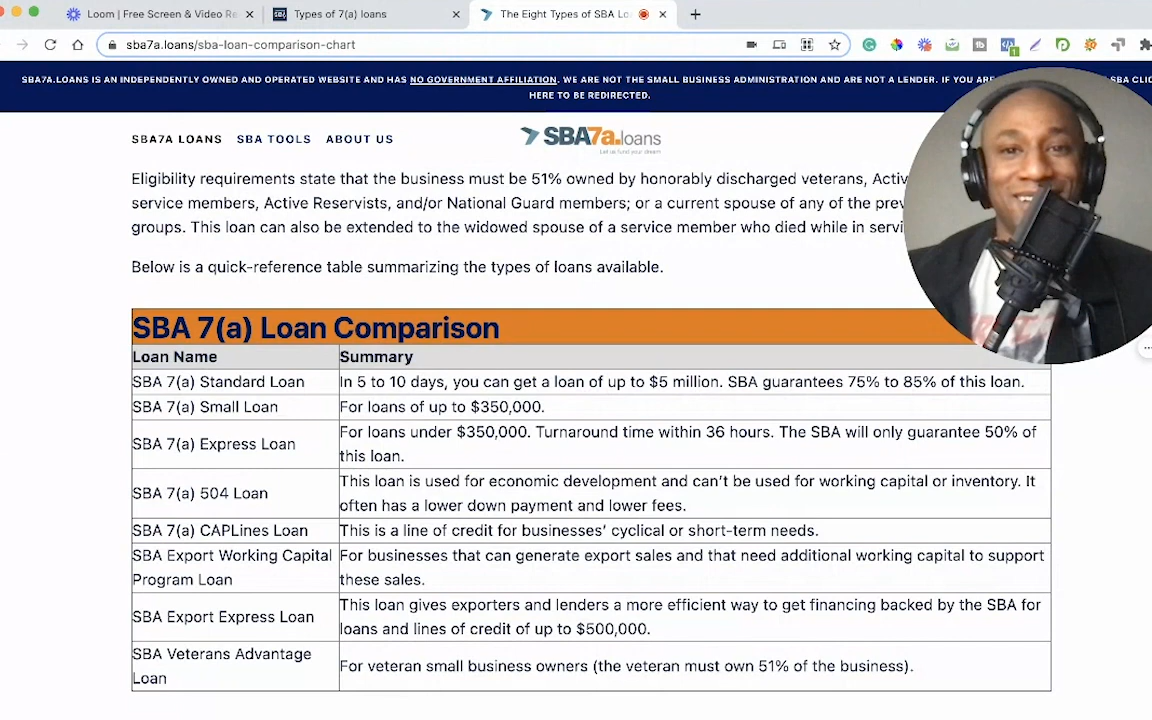 Loom | Free Screen & Video Re
Types of 7(a) loans
The Eight Types of SBA Lo
sba7a.loans/sba-loan-comparison-chart
SBA7A.LOANS IS AN INDEPENDENTLY OWNED AND OPERATED WEBSITE AND HAS NO GOVERNMENT AFFILIATION. WE ARE NOT THE SMALL BUSINESS ADMINISTRATION AND ARE NOT A LENDER. IF YOU ARE SBA CLIC
HERE TO BE REDIRECTED.
SBA7A LOANS SBA TOOLS ABOUT US
SBA7a.loans
Let us fund your dream
Eligibility requirements state that the business must be 51% owned by honorably discharged veterans, Activ
service members, Active Reservists, and/or National Guard members; or a current spouse of any of the prev
groups. This loan can also be extended to the widowed spouse of a service member who died while in servi
Below is a quick-reference table summarizing the types of loans available.
SBA 7(a) Loan Comparison
Loan Name Summary
SBA 7(a) Standard Loan In 5 to 10 days, you can get a loan of up to $5 million. SBA guarantees 75% to 85% of this loan.
SBA 7(a) Small Loan For loans of up to $350,000.
SBA 7(a) Express Loan For loans under $350,000. Turnaround time within 36 hours. The SBA will only guarantee 50% of
this loan.
SBA 7(a) 504 Loan This loan is used for economic development and can't be used for working capital or inventory. It
often has a lower down payment and lower fees.
SBA 7(a) CAPLines Loan This is a line of credit for businesses' cyclical or short-term needs.
SBA Export Working Capital For businesses that can generate export sales and that need additional working capital to support
Program Loan these sales.
SBA Export Express Loan This loan gives exporters and lenders a more efficient way to get financing backed by the SBA for
loans and lines of credit of up to $500,000.
SBA Veterans Advantage
Loan For veteran small business owners (the veteran must own 51% of the business).